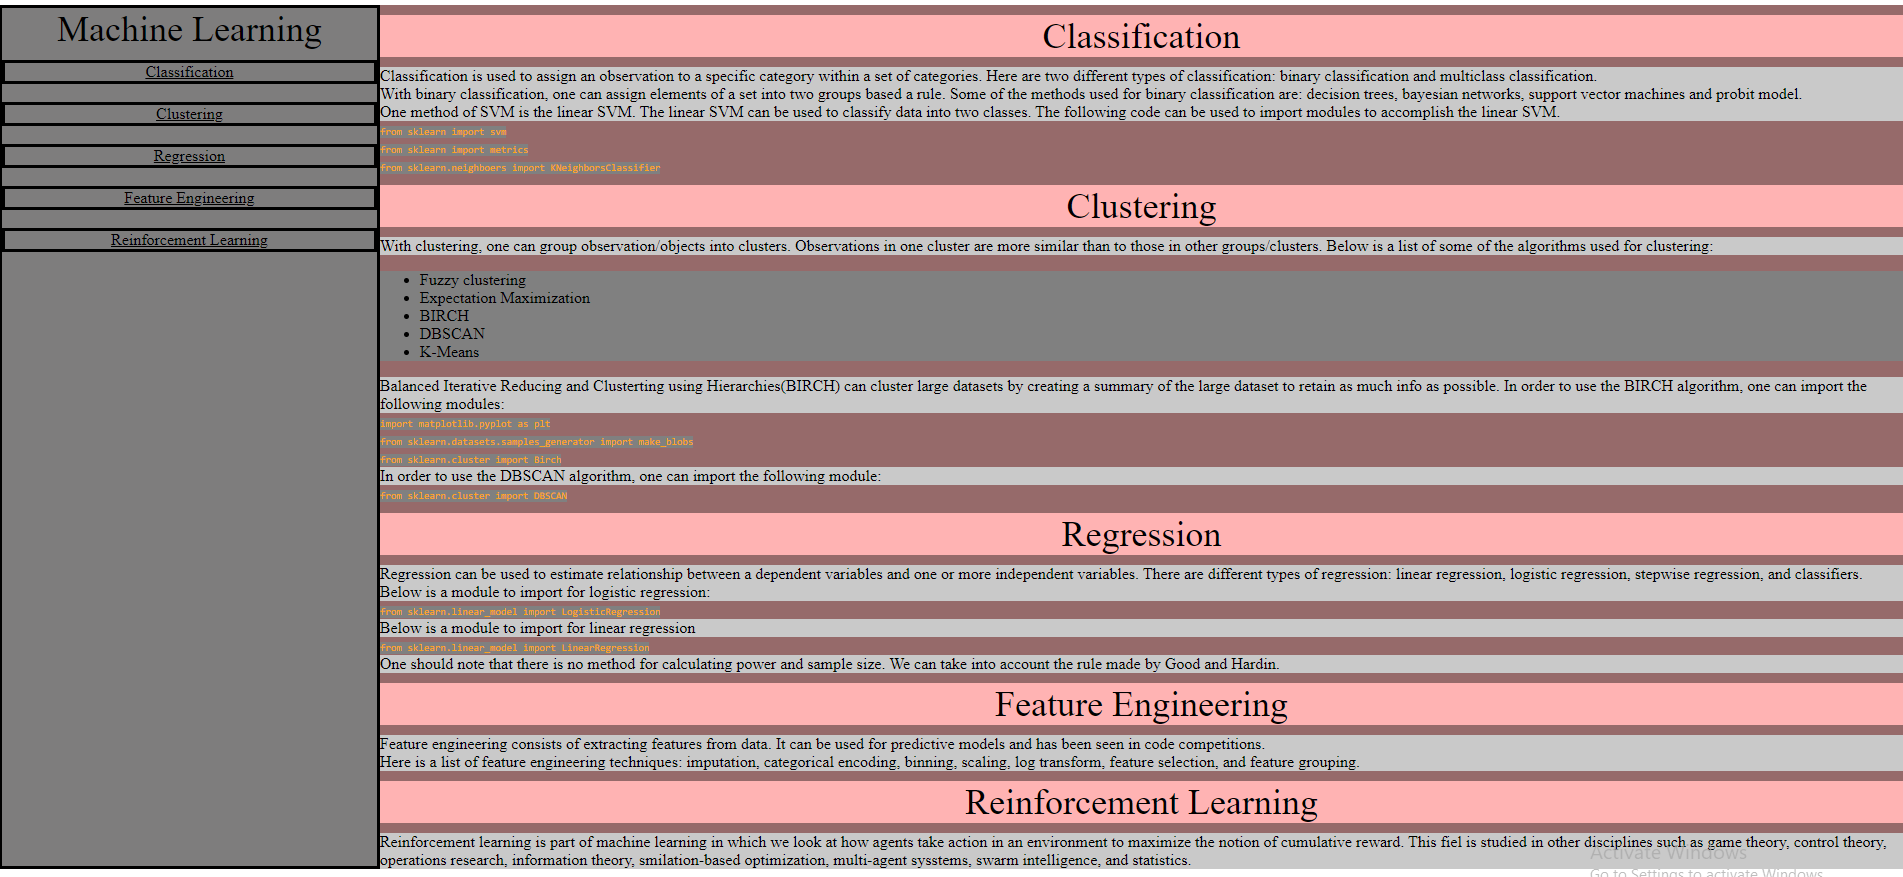 Machine Learning
Classification
Clustering
Regression
Feature Engineering
Reinforcement Learning
Classification
Classification is used to assign an observation to a specific category within a set of categories. Here are two different types of classification: binary classification and multiclass classification.
With binary classification, one can assign elements of a set into two groups based a rule. Some of the methods used for binary classification are: decision trees, bayesian networks, support vector machines and probit model.
One method of SVM is the linear SVM. The linear SVM can be used to classify data into two classes. The following code can be used to import modules to accomplish the linear SVM.
from sklearn import svm
from sklearn import metrics
from sklearn.neighboers import KNeighborsClassifier
Clustering
With clustering, one can group observation/objects into clusters. Observations in one cluster are more similar than to those in other groups/clusters. Below is a list of some of the algorithms used for clustering:
• Fuzzy clustering
• Expectation Maximization
• BIRCH
• DBSCAN
• K-Means
Balanced Iterative Reducing and Clusterting using Hierarchies(BIRCH) can cluster large datasets by creating a summary of the large dataset to retain as much info as possible. In order to use the BIRCH algorithm, one can import the
following modules:
import matplotlib.pyplot as plt
from sklearn.datasets.samples_generator import make_blobs
from sklearn.cluster import Birch
In order to use the DBSCAN algorithm, one can import the following module:
from sklearn.cluster import DBSCAN
Regression
Regression can be used to estimate relationship between a dependent variables and one or more independent variables. There are different types of regression: linear regression, logistic regression, stepwise regression, and classifiers.
Below is a module to import for logistic regression:
from sklearn.linear_model import LogisticRegression
Below is a module to import for linear regression
from sklearn.linear_model import LinearRegression
One should note that there is no method for calculating power and sample size. We can take into account the rule made by Good and Hardin.
Feature Engineering
Feature engineering consists of extracting features from data. It can be used for predictive models and has been seen in code competitions.
Here is a list of feature engineering techniques: imputation, categorical encoding, binning, scaling, log transform, feature selection, and feature grouping.
Reinforcement Learning
Reinforcement learning is part of machine learning in which we look at how agents take action in an environment to maximize the notion of cumulative reward. This fiel is studied in other disciplines such as game theory, control theory,
operations research, information theory, smilation-based optimization, multi-agent sysstems, swarm intelligence, and statistics.
Activate Windows
Go to Settings to activate Windows.